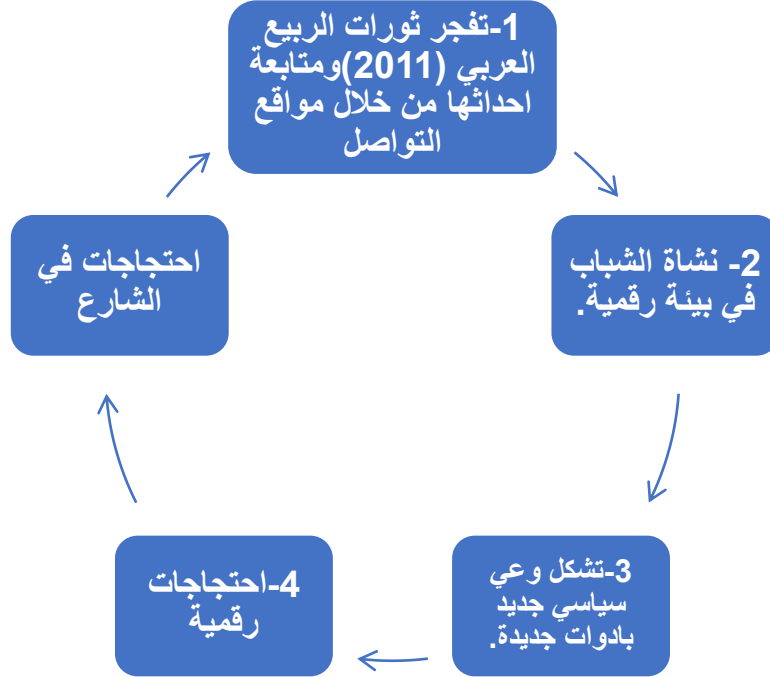 1-تفجر ثورات الربيع
العربي (2011)ومتابعة
احداثها من خلال مواقع
التواصل
2- نشاة الشباب
في بيئة رقمية.
3-تشكل وعي
سياسي جديد
بادوات جديدة.
4-احتجاجات
رقمية
احتجاجات في
الشارع